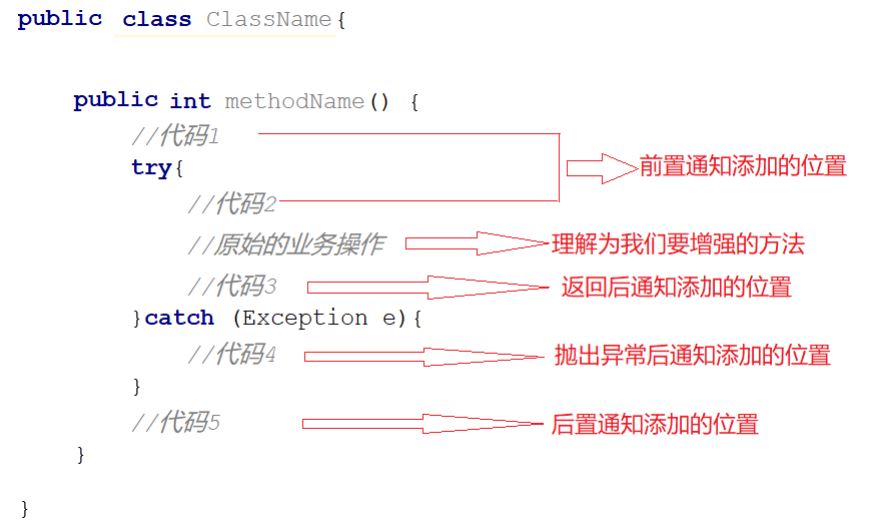 public class ClassName{
public int methodName() {
//代码1
前置通知添加的位置
try{
//代码2
//原始的业务操作 理解为我们要增强的方法
//代码3 返回后通知添加的位置
}catch (Exception e){
//代码4 抛出异常后通知添加的位置
}
//代码5 后置通知添加的位置
}
}